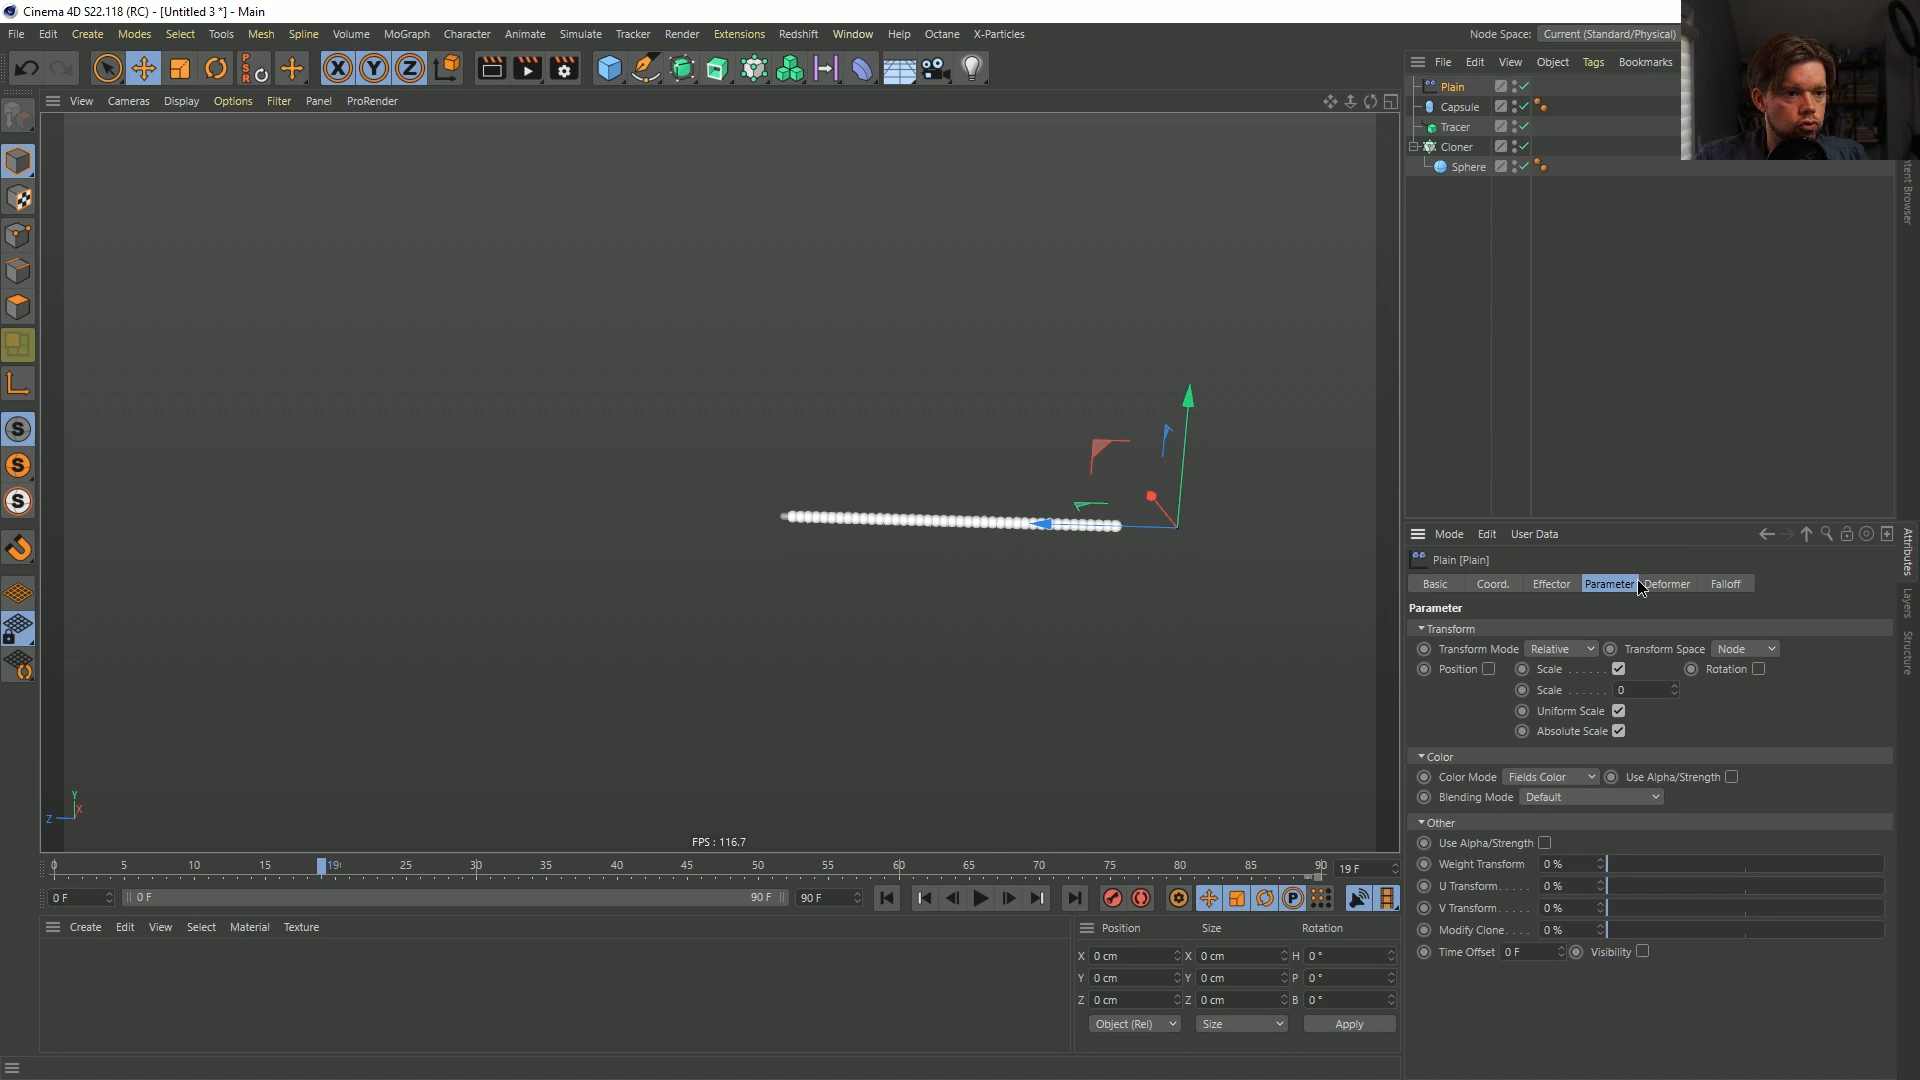 Cinema 4D S22.118 (RC) - [Untitled 3 *] - Main
File Edit Create Modes Select Tools Mesh Spline Volume MoGraph Character Animate Simulate Tracker Render Extensions Redshift Window Help Octane X-Particles Node Space: Current (Standard/Physical)
P
S
R
X Y Z
File Edit View Object Tags Bookmarks
View Cameras Display Options Filter Panel ProRender
Plain
Capsule
Tracer
Cloner
Sphere
ntent Browser
S
S
S
Mode Edit User Data
Attributes
Layers
Structure
Plain [Plain]
Basic Coord. Effector Parameter Deformer Falloff
Parameter
Transform
Transform Mode Relative Transform Space Node
Position Scale . . . . . . Rotation
Scale . . . . . . 0
Uniform Scale
Absolute Scale
Color
Color Mode Fields Color Use Alpha/Strength
Blending Mode Default
Other
Use Alpha/Strength
Weight Transform 0 %
U Transform. . . . . 0 %
V Transform. . . . . 0 %
Modify Clone. . . . 0 %
Time Offset 0 F Visibility
Y
X
Z
FPS : 116.7
0 5 10 15 19 25 30 35 40 45 50 55 60 65 70 75 80 85 90 19 F
0 F 0 F 90 F 90 F P
Create Edit View Select Material Texture
Position Size Rotation
X 0 cm X 0 cm H 0 °
Y 0 cm Y 0 cm P 0 °
Z 0 cm Z 0 cm B 0 °
Object (Rel) Size Apply